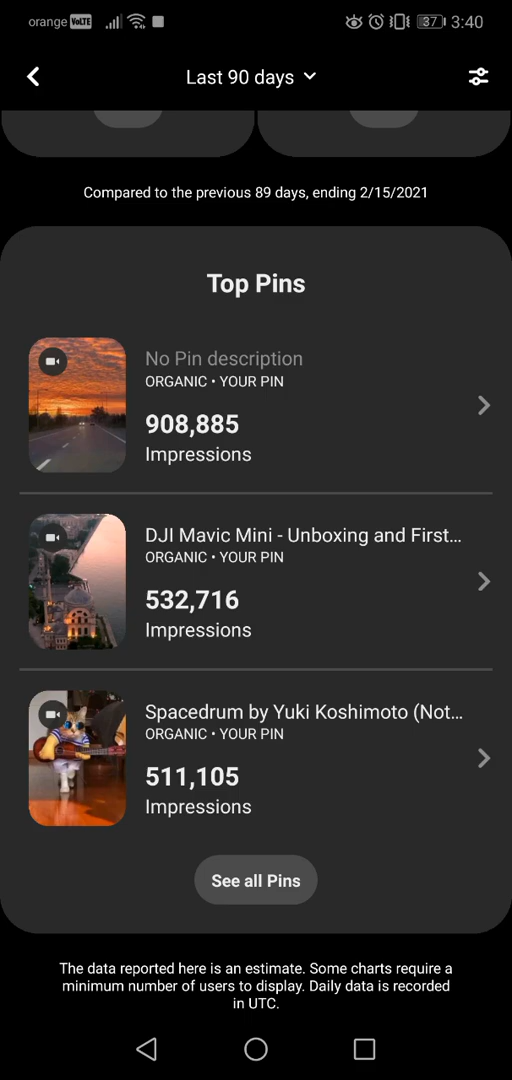 orange VoLTE 37 3:40
Last 90 days
Compared to the previous 89 days, ending 2/15/2021
Top Pins
No Pin description
ORGANIC • YOUR PIN
908,885
Impressions
DJI Mavic Mini - Unboxing and First...
ORGANIC • YOUR PIN
532,716
Impressions
Spacedrum by Yuki Koshimoto (Not...
ORGANIC • YOUR PIN
511,105
Impressions
See all Pins
The data reported here is an estimate. Some charts require a
minimum number of users to display. Daily data is recorded
in UTC.